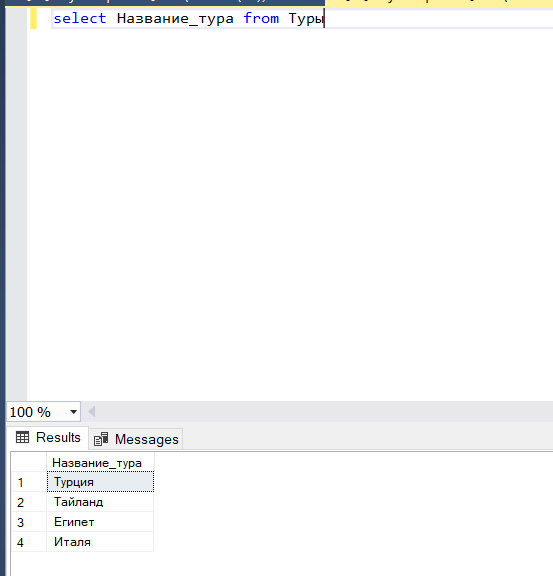 select Название_тура from Туры
100 %
Results Messages
Название_тура
1 Турция
2 Тайланд
3 Египет
4 Италя